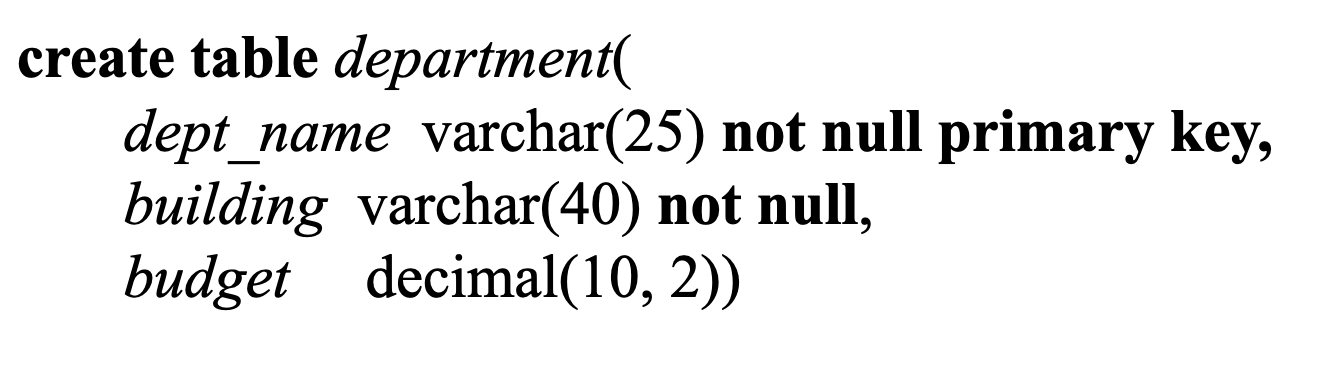 create table department(
dept_name varchar(25) not null primary key,
building varchar(40) not null,
budget decimal(10, 2))